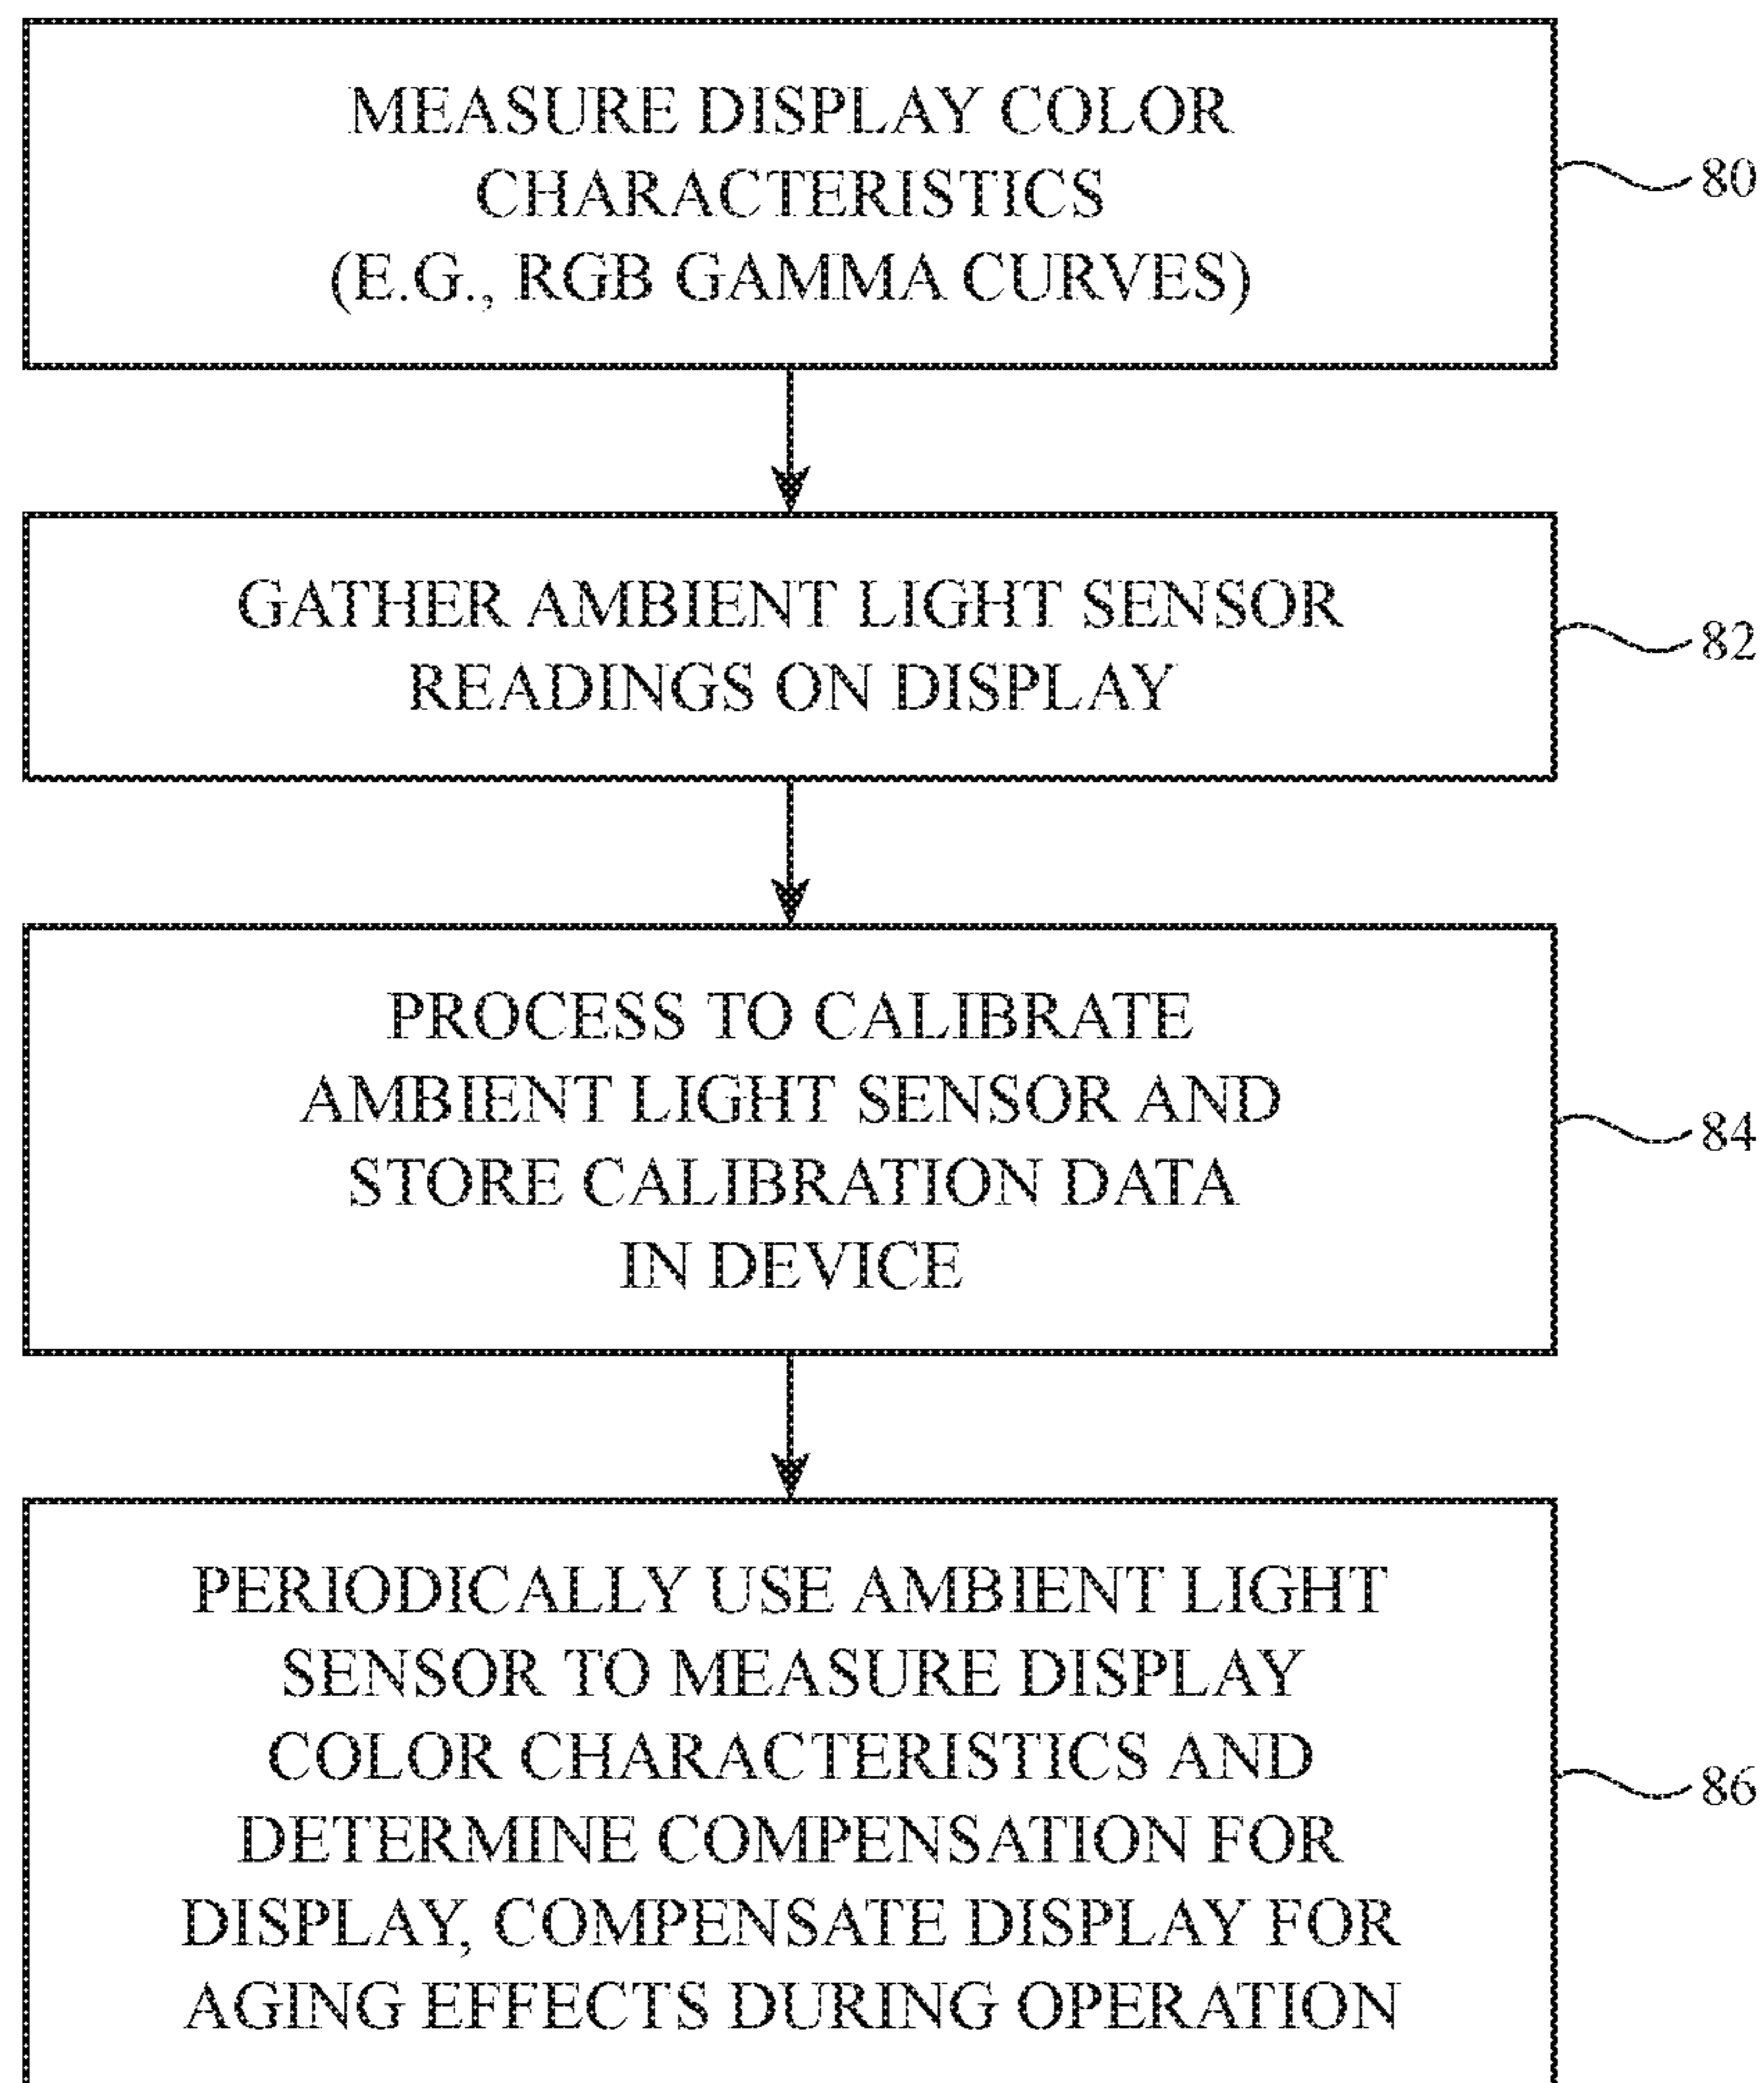 MEASURE DISPLAY COLOR
CHARACTERISTICS
(E.G., RGB GAMMA CURVES)
80
GATHER AMBIENT LIGHT SENSOR
READINGS ON DISPLAY
82
PROCESS TO CALIBRATE
AMBIENT LIGHT SENSOR AND
STORE CALIBRATION DATA
IN DEVICE
84
PERIODICALLY USE AMBIENT LIGHT
SENSOR TO MEASURE DISPLAY
COLOR CHARACTERISTICS AND
DETERMINE COMPENSATION FOR
DISPLAY, COMPENSATE DISPLAY FOR
AGING EFFECTS DURING OPERATION
86